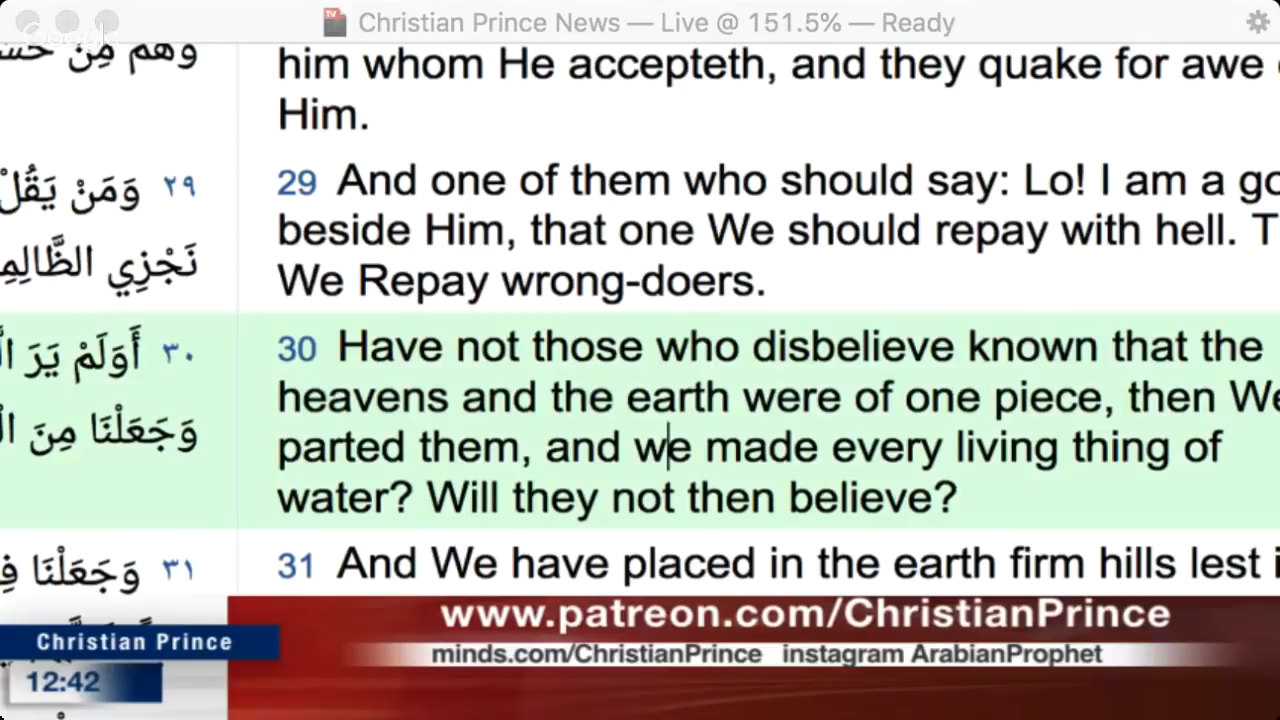 Christian Prince News — Live @ 151.5% — Ready
Google
وهم مِنْ
him whom He accepteth, and they quake for awe
Him.
٢٩ وَمَنْ يَقُلْ
29 And one of them who should say: Lo! I am a
beside Him, that one We should repay with hell.
نَجْزِي
We Repay wrong-doers.
٣٠ أَوَلَمْ يَرَ
30 Have not those who disbelieve known that the
heavens and the earth were of one piece, then We
وَجَعَلْنَا مِنَ
parted them, and we made every living thing of
water? Will they not then believe?
٣١ وَجَعَلْنَا
31 And We have placed in the earth firm hills lest
www.patreon.com/ChristianPrince
Christian Prince
minds.com/ChristianPrince instagram ArabianProphet
12:42